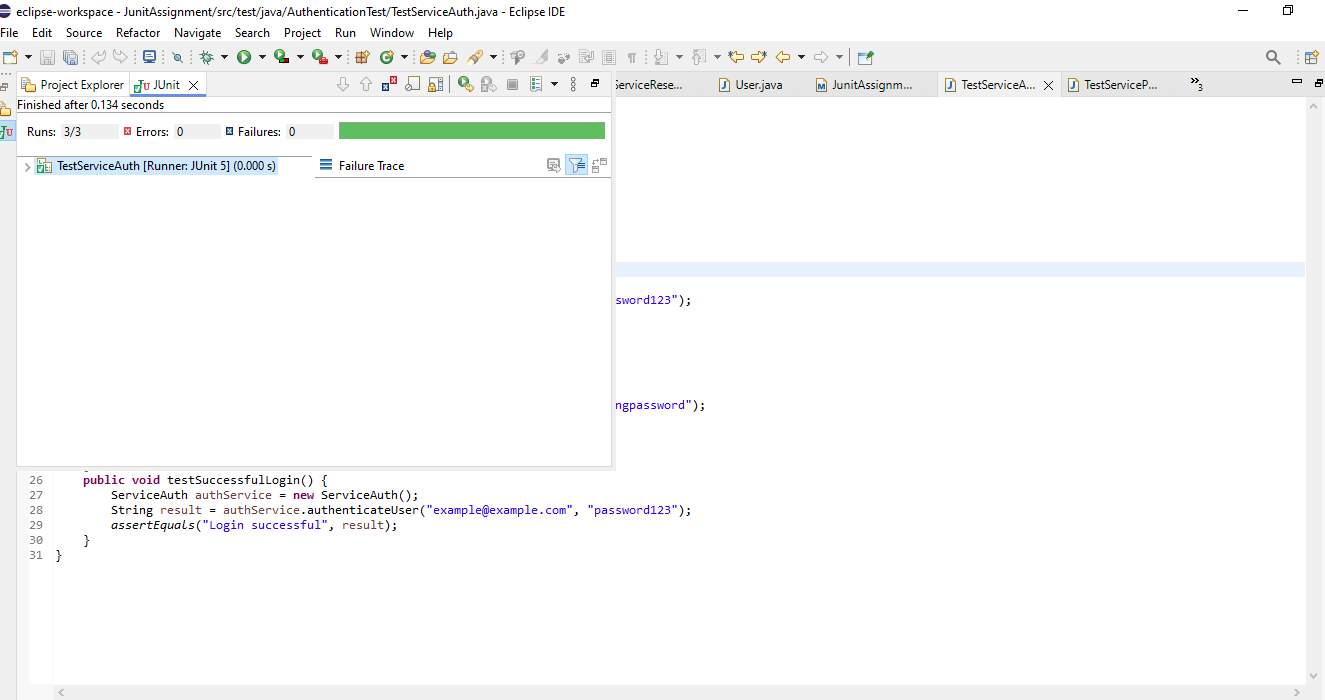 eclipse-workspace - JunitAssignment/src/test/java/AuthenticationTest/TestServiceAuth.java - Eclipse IDE
File Edit Source Refactor Navigate Search Project Run Window Help
Project Explorer JUnit
ServiceRese... User.java JunitAssignm... TestServiceA... TestServiceP... 3
Finished after 0.134 seconds
Runs: 3/3 Errors: 0 Failures: 0
TestServiceAuth [Runner: JUnit 5] (0.000 s) Failure Trace
sword123");
ngpassword");
26 public void testSuccessfulLogin() {
27 ServiceAuth authService = new ServiceAuth();
28 String result = authService.authenticateUser("example@example.com", "password123");
29 assertEquals("Login successful", result);
30 }
31 }